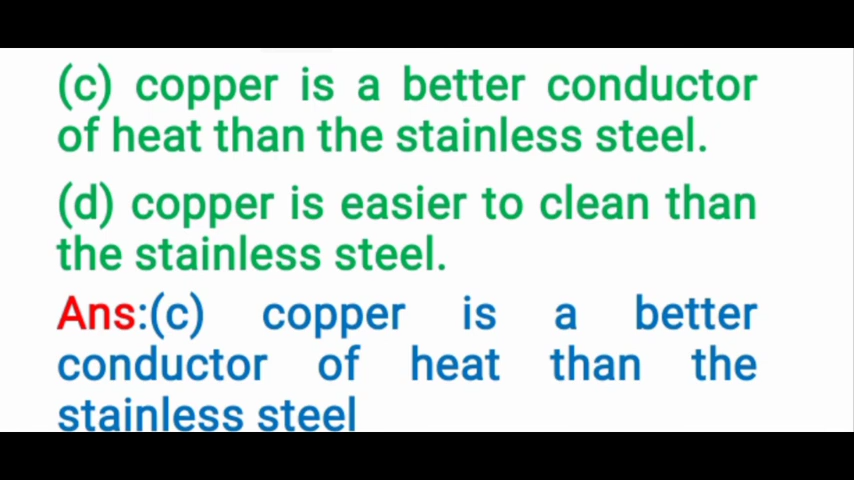 (c) copper is a better conductor
of heat than the stainless steel.
(d) copper is easier to clean than
the stainless steel.
Ans:(c) copper is a better
conductor of heat than the
stainless steel